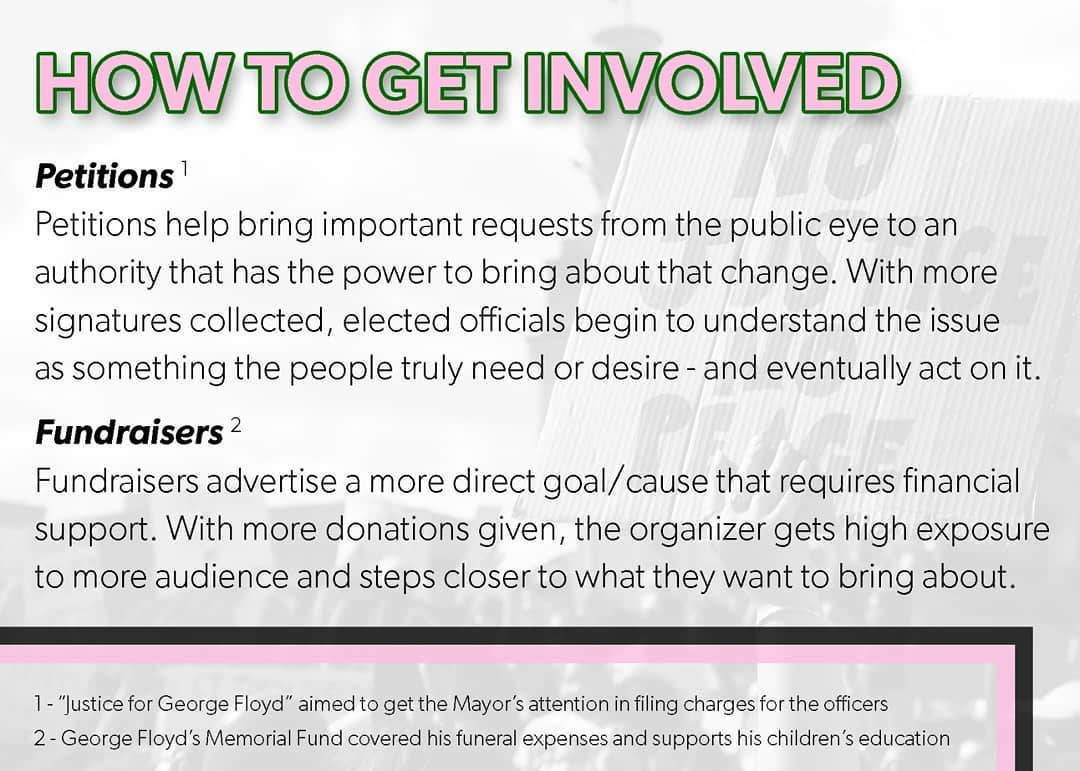 HOW TO GET INVOLVED
Petitions 1
Petitions help bring important requests from the public eye to an
authority that has the power to bring about that change. With more
signatures collected, elected officials begin to understand the issue
as something the people truly need or desire - and eventually act on it.
Fundraisers 2
Fundraisers advertise a more direct goal/cause that requires financial
support. With more donations given, the organizer gets high exposure
to more audience and steps closer to what they want to bring about.
1 - “Justice for George Floyd” aimed to get the Mayor’s attention in filing charges for the officers
2 - George Floyd’s Memorial Fund covered his funeral expenses and supports his children’s education
NO
JUSTICE
NO
PEACE